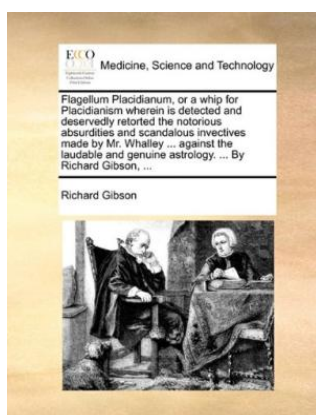 ECCO
Medicine, Science and Technology
Flagellum Placidianum, or a whip for
Placidianism wherein is detected and
deservedly retorted the notorious
absurdities and scandalous invectives
made by Mr. Whalley ... against the
laudable and genuine astrology. ... By
Richard Gibson, ...
Richard Gibson